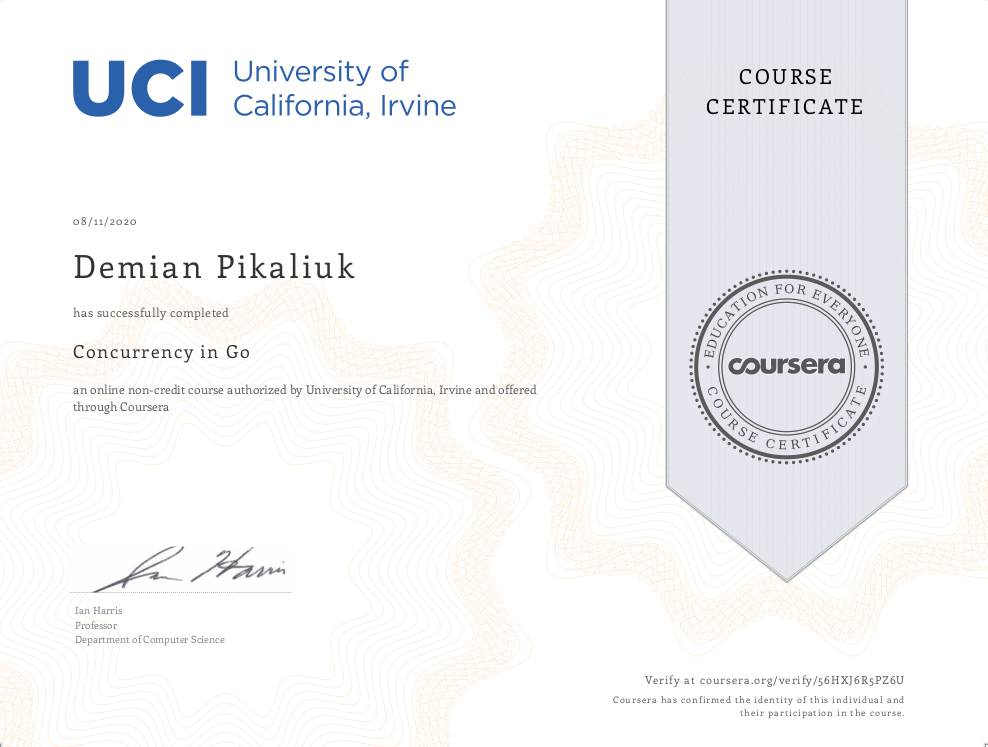 UCI University of
California, Irvine
COURSE
CERTIFICATE
08/11/2020
Demian Pikaliuk
has successfully completed
Concurrency in Go
an online non-credit course authorized by University of California, Irvine and offered
through Coursera
EDUCATION FOR EVERYONE
coursera
COURSE CERTIFICATE
Ian Harris
Ian Harris
Professor
Department of Computer Science
Verify at coursera.org/verify/56HXJ6R5PZ6U
Coursera has confirmed the identity of this individual and
their participation in the course.